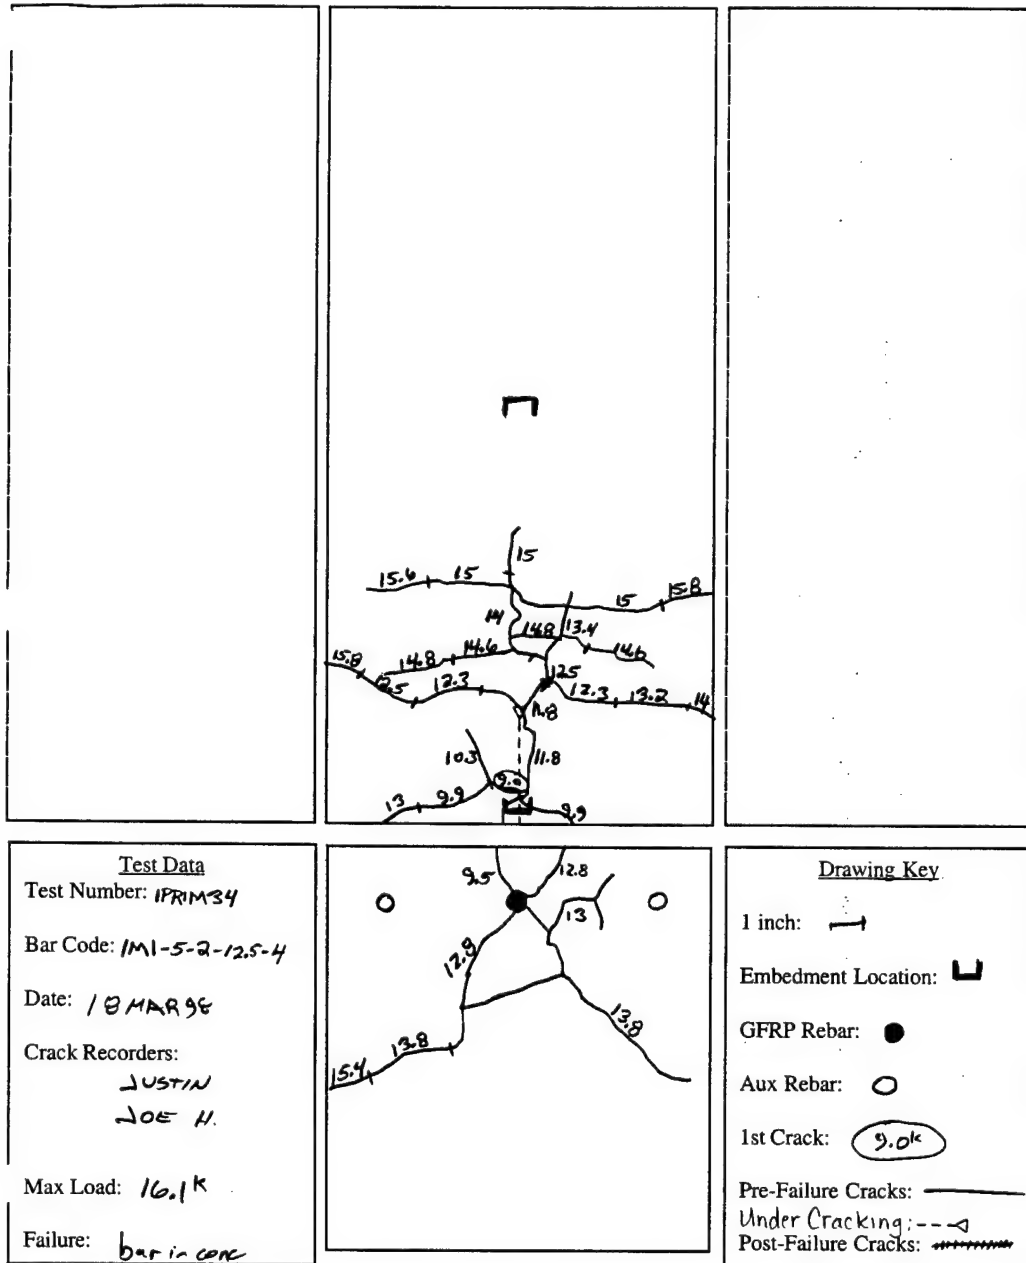 15
15.6
15
15
15.8
14
14.8
13.4
14.6
14.6
14.8
15.8
12.5
12.3
12.5
12.3
13.2
14
11.8
11.8
10.3
9.0
13
9.9
9.9
Test Data
Test Number: 1PRIM34
Bar Code: 1M1-5-2-12.5-4
Date: 18 MAR 98
Crack Recorders:
JUSTIN
JOE H.
Max Load: 16.1 K
Failure: bar in conc
9.5
12.8
13
12.8
13.8
15.4
13.8
Drawing Key
1 inch:
Embedment Location:
GFRP Rebar:
Aux Rebar:
1st Crack: 9.0k
Pre-Failure Cracks:
Under Cracking:
Post-Failure Cracks: